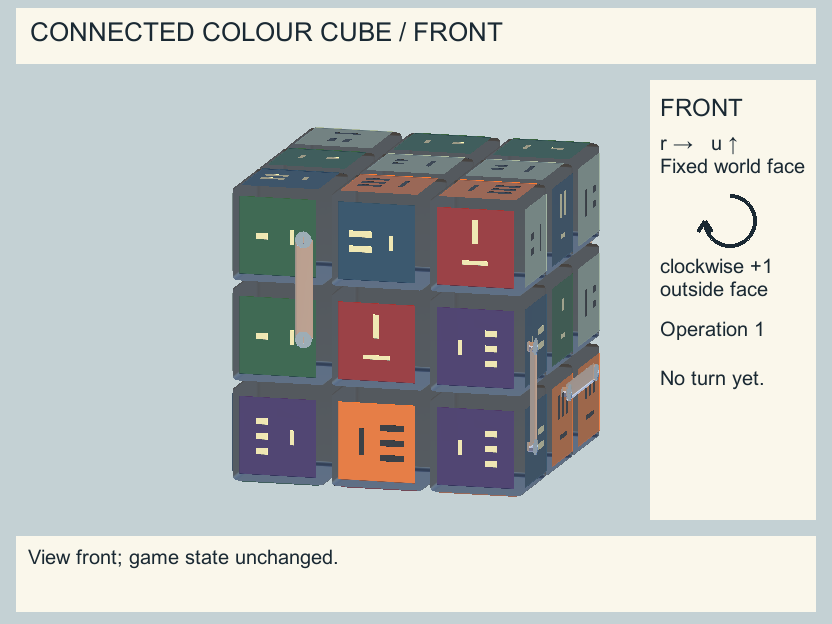 CONNECTED COLOUR CUBE / FRONT
FRONT
r → u ↑
Fixed world face
clockwise +1
outside face
Operation 1
No turn yet.
View front; game state unchanged.